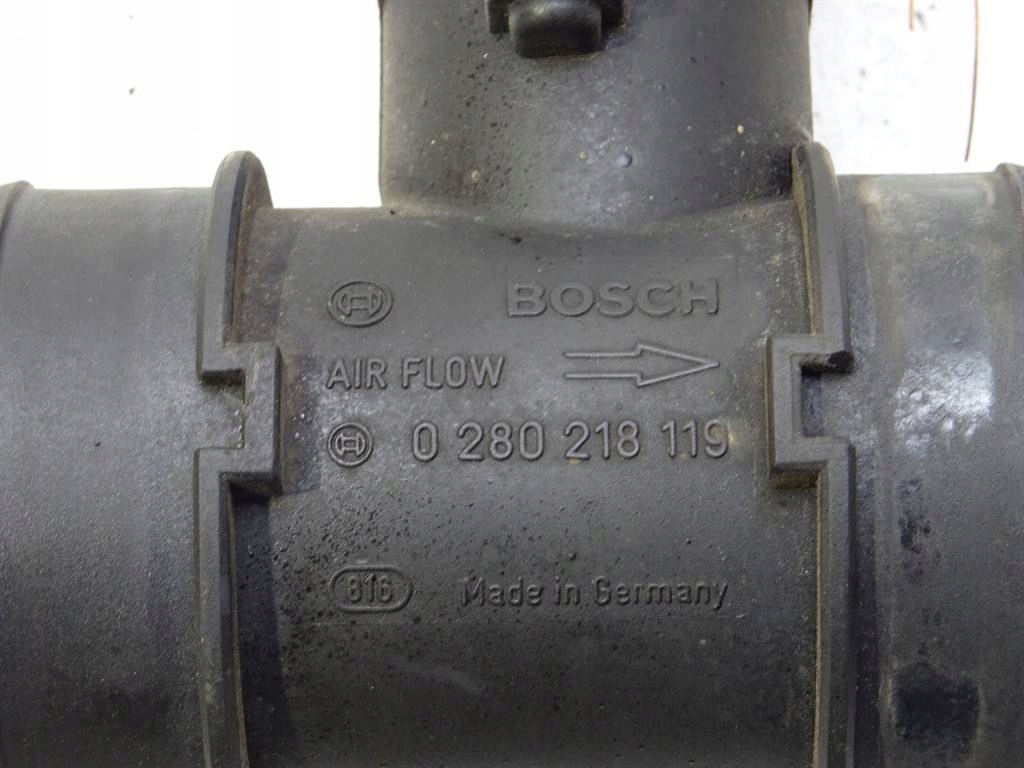 BOSCH
AIR FLOW
0 280 218 119
816 Made in Germany